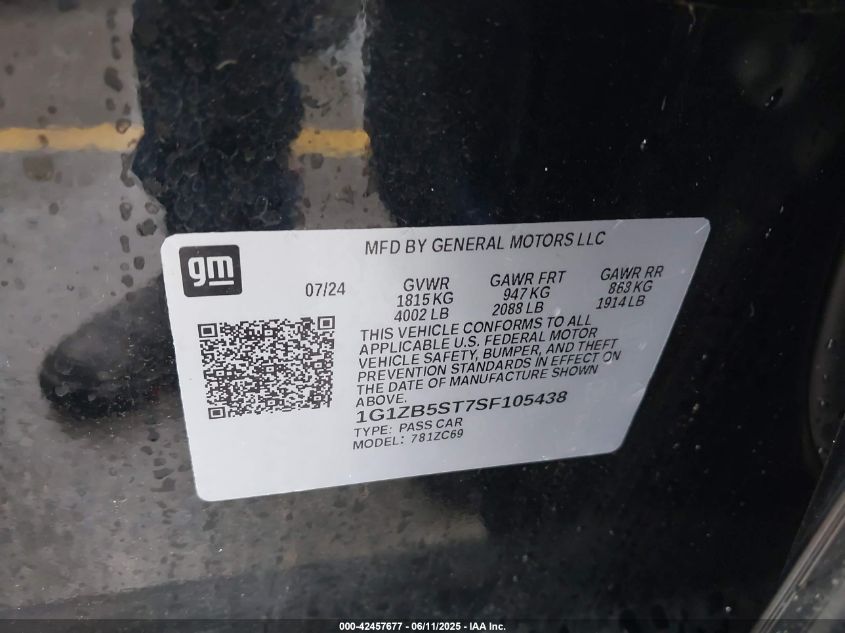 MFD BY GENERAL MOTORS LLC
gm
07/24
GVWR
1815 KG
4002 LB
GAWR FRT
947 KG
2088 LB
GAWR RR
863 KG
1914 LB
THIS VEHICLE CONFORMS TO ALL
APPLICABLE U.S. FEDERAL MOTOR
VEHICLE SAFETY, BUMPER, AND THEFT
PREVENTION STANDARDS IN EFFECT ON
THE DATE OF MANUFACTURE SHOWN
ABOVE.
1G1ZB5ST7SF105438
TYPE: PASS CAR
MODEL: 781ZC69
000-42457677 - 06/11/2025 - IAA Inc.